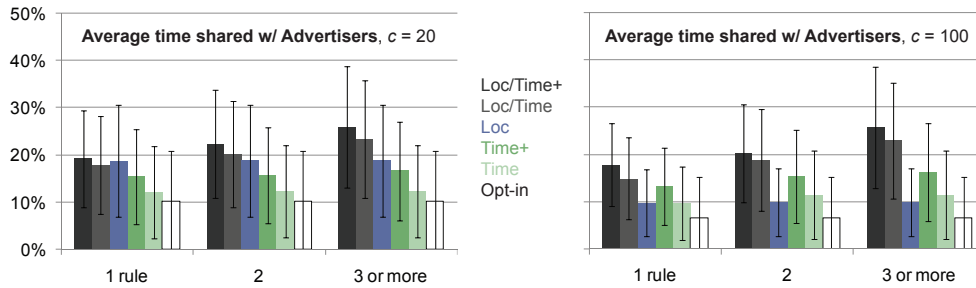 50%
40%
30%
20%
10%
0%
Average time shared w/ Advertisers, c = 20
1 rule
2
3 or more
Loc/Time+
Loc/Time
Loc
Time+
Time
Opt-in
Average time shared w/ Advertisers, c = 100
1 rule
2
3 or more